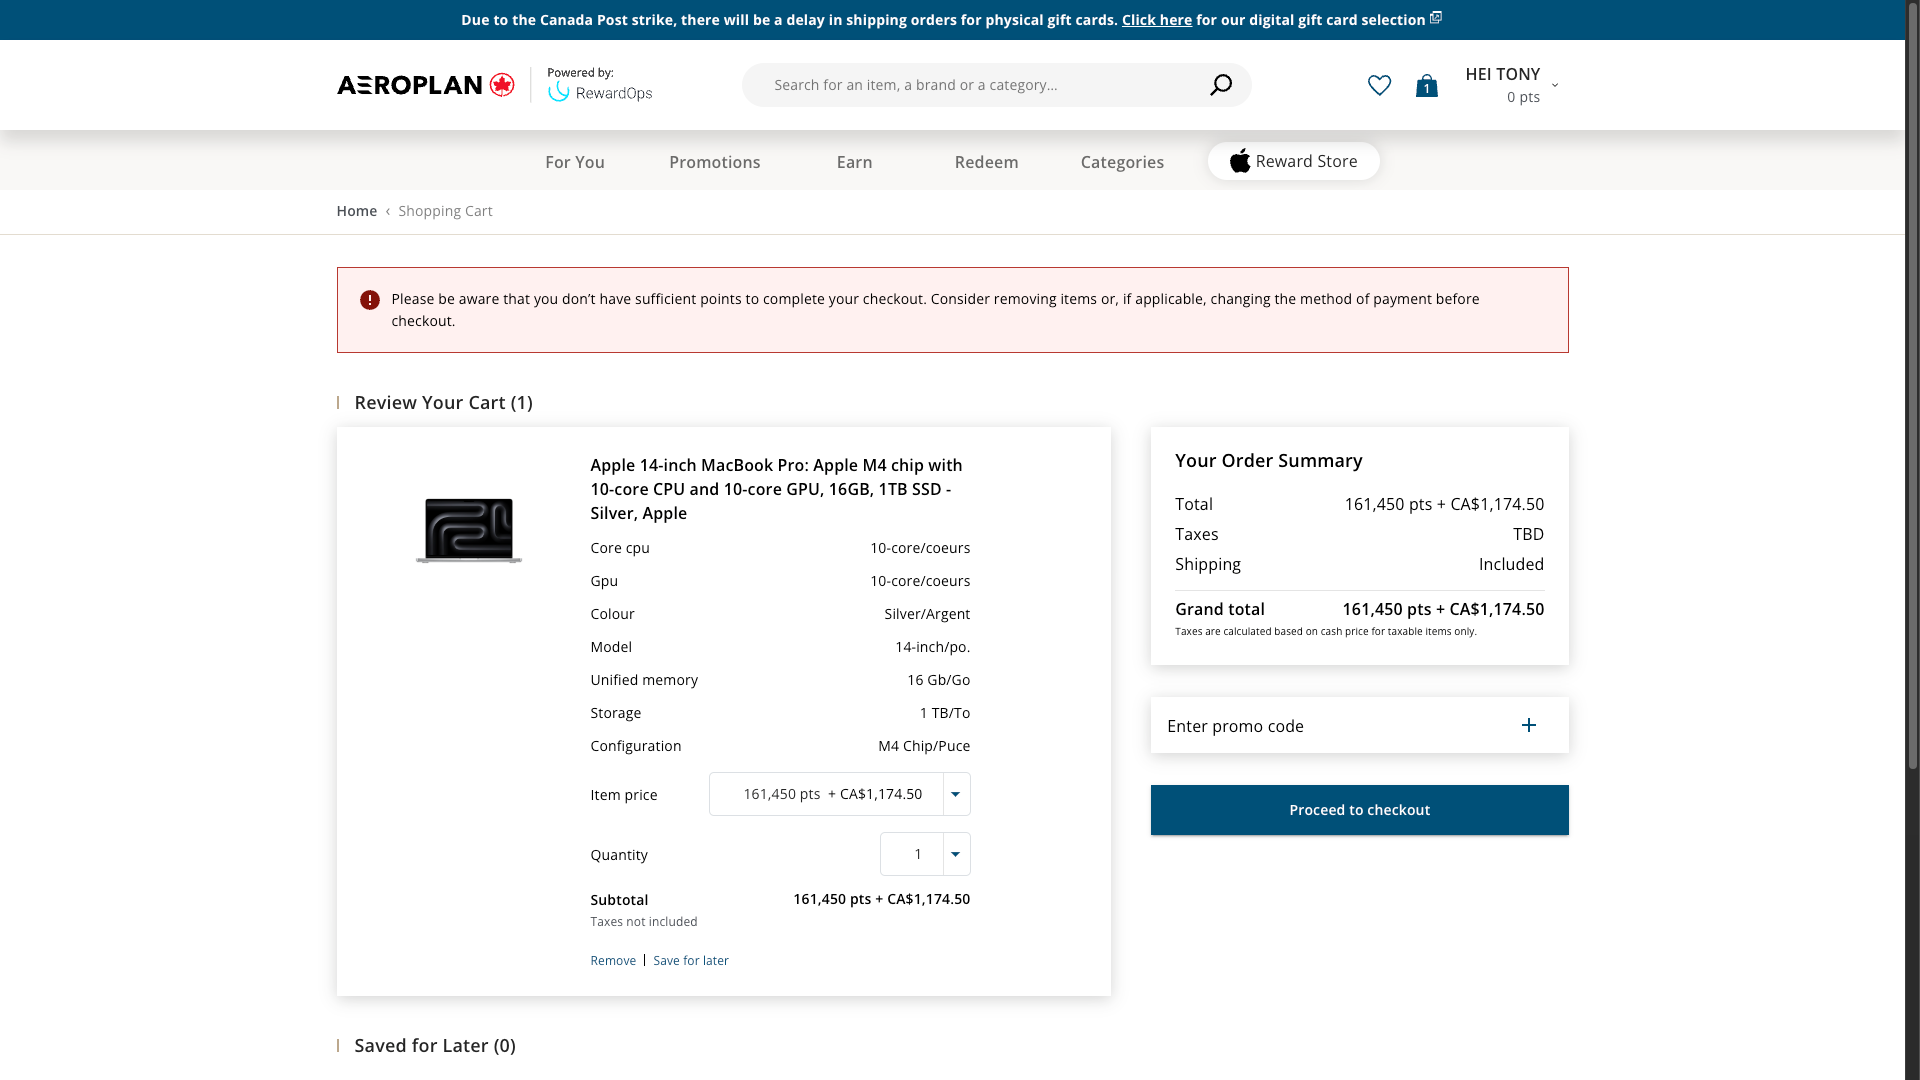 Due to the Canada Post strike, there will be a delay in shipping orders for physical gift cards. Click here for our digital gift card selection
AEROPLAN
Powered by:
RewardOps
Search for an item, a brand or a category...
1
HEI TONY
0 pts
For You
Promotions
Earn
Redeem
Categories
Reward Store
Home ‹ Shopping Cart
Please be aware that you don’t have sufficient points to complete your checkout. Consider removing items or, if applicable, changing the method of payment before
checkout.
Review Your Cart (1)
Apple 14-inch MacBook Pro: Apple M4 chip with
10-core CPU and 10-core GPU, 16GB, 1TB SSD -
Silver, Apple
Core cpu 10-core/coeurs
Gpu 10-core/coeurs
Colour Silver/Argent
Model 14-inch/po.
Unified memory 16 Gb/Go
Storage 1 TB/To
Configuration M4 Chip/Puce
Item price 161,450 pts + CA$1,174.50
Quantity 1
Subtotal 161,450 pts + CA$1,174.50
Taxes not included
Remove | Save for later
Your Order Summary
Total 161,450 pts + CA$1,174.50
Taxes TBD
Shipping Included
Grand total 161,450 pts + CA$1,174.50
Taxes are calculated based on cash price for taxable items only.
Enter promo code +
Proceed to checkout
Saved for Later (0)